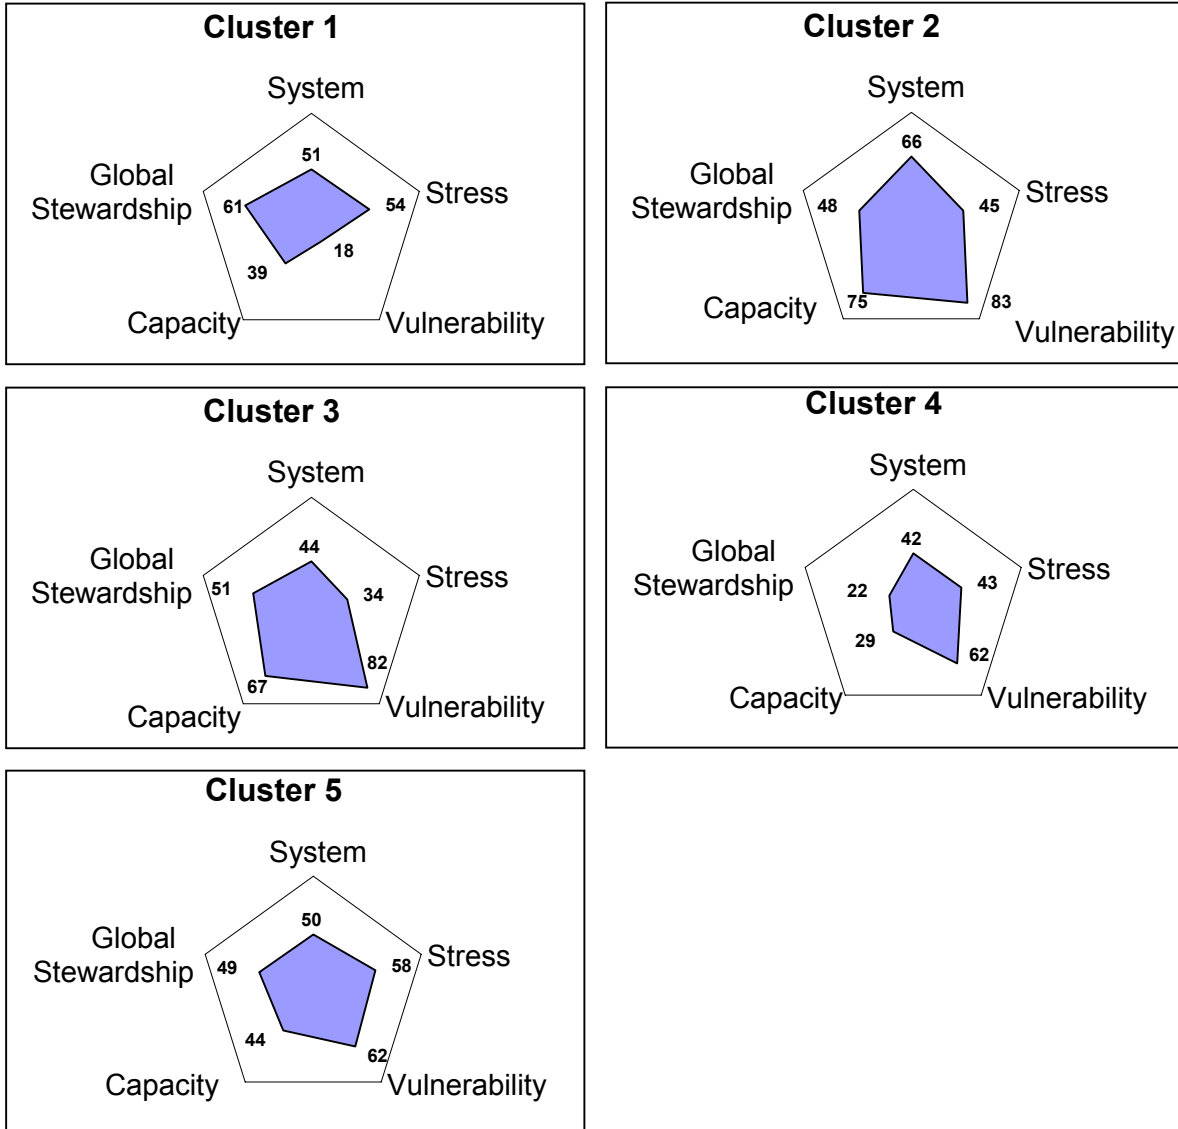 Cluster 1
System
Global
Stewardship
Stress
Capacity
Vulnerability
51
61
54
18
39
Cluster 2
System
Global
Stewardship
Stress
Capacity
Vulnerability
66
48
45
75
83
Cluster 3
System
Global
Stewardship
Stress
Capacity
Vulnerability
44
51
34
82
67
Cluster 4
System
Global
Stewardship
Stress
Capacity
Vulnerability
42
22
43
29
62
Cluster 5
System
Global
Stewardship
Stress
Capacity
Vulnerability
50
49
58
44
62